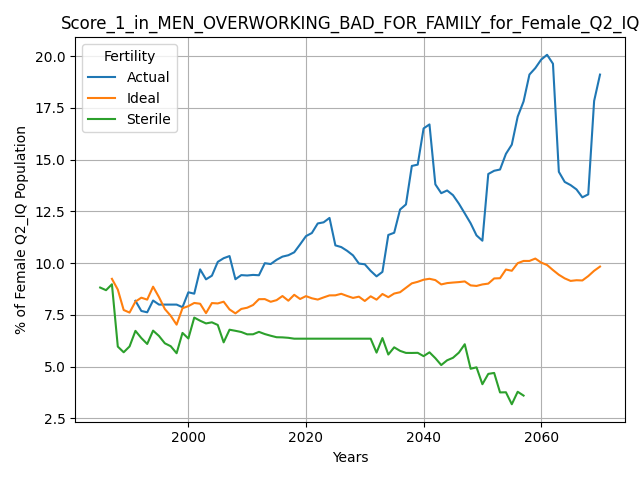 Score_1_in_MEN_OVERWORKING_BAD_FOR_FAMILY_for_Female_Q2_IQ
Fertility
Actual
Ideal
Sterile
% of Female Q2_IQ Population
20.0
17.5
15.0
12.5
10.0
7.5
5.0
2.5
2000
2020
2040
2060
Years